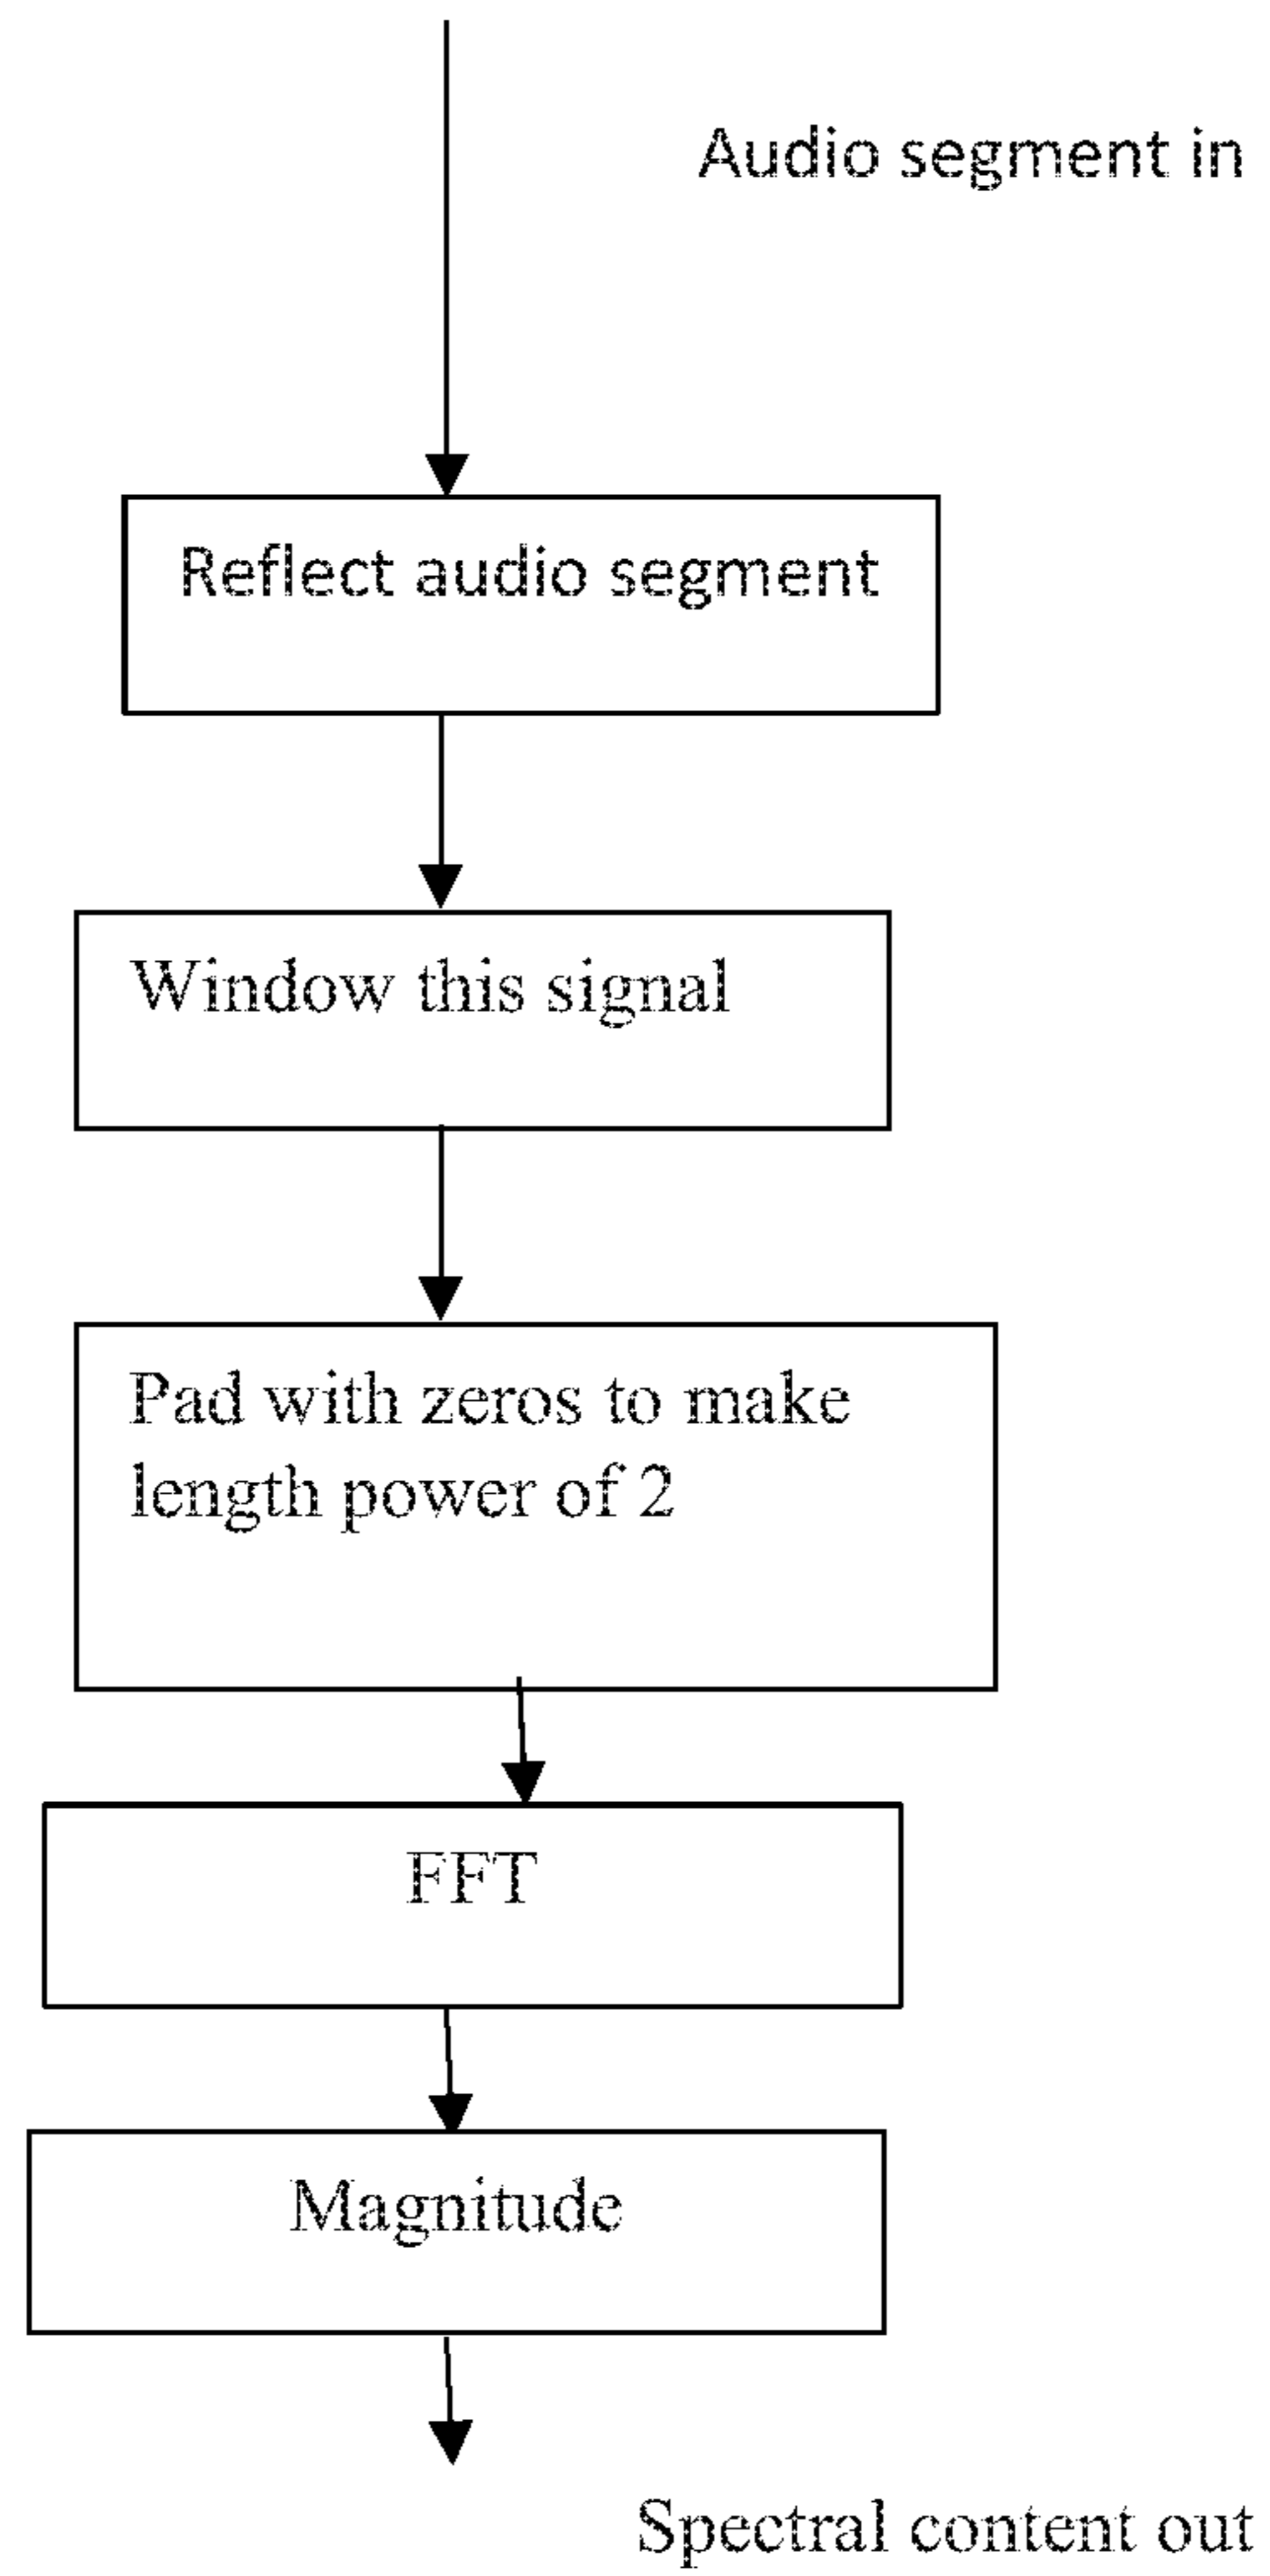 Audio segment in
Reflect audio segment
Window this signal
Pad with zeros to make
length power of 2
FFT
Magnitude
Spectral content out